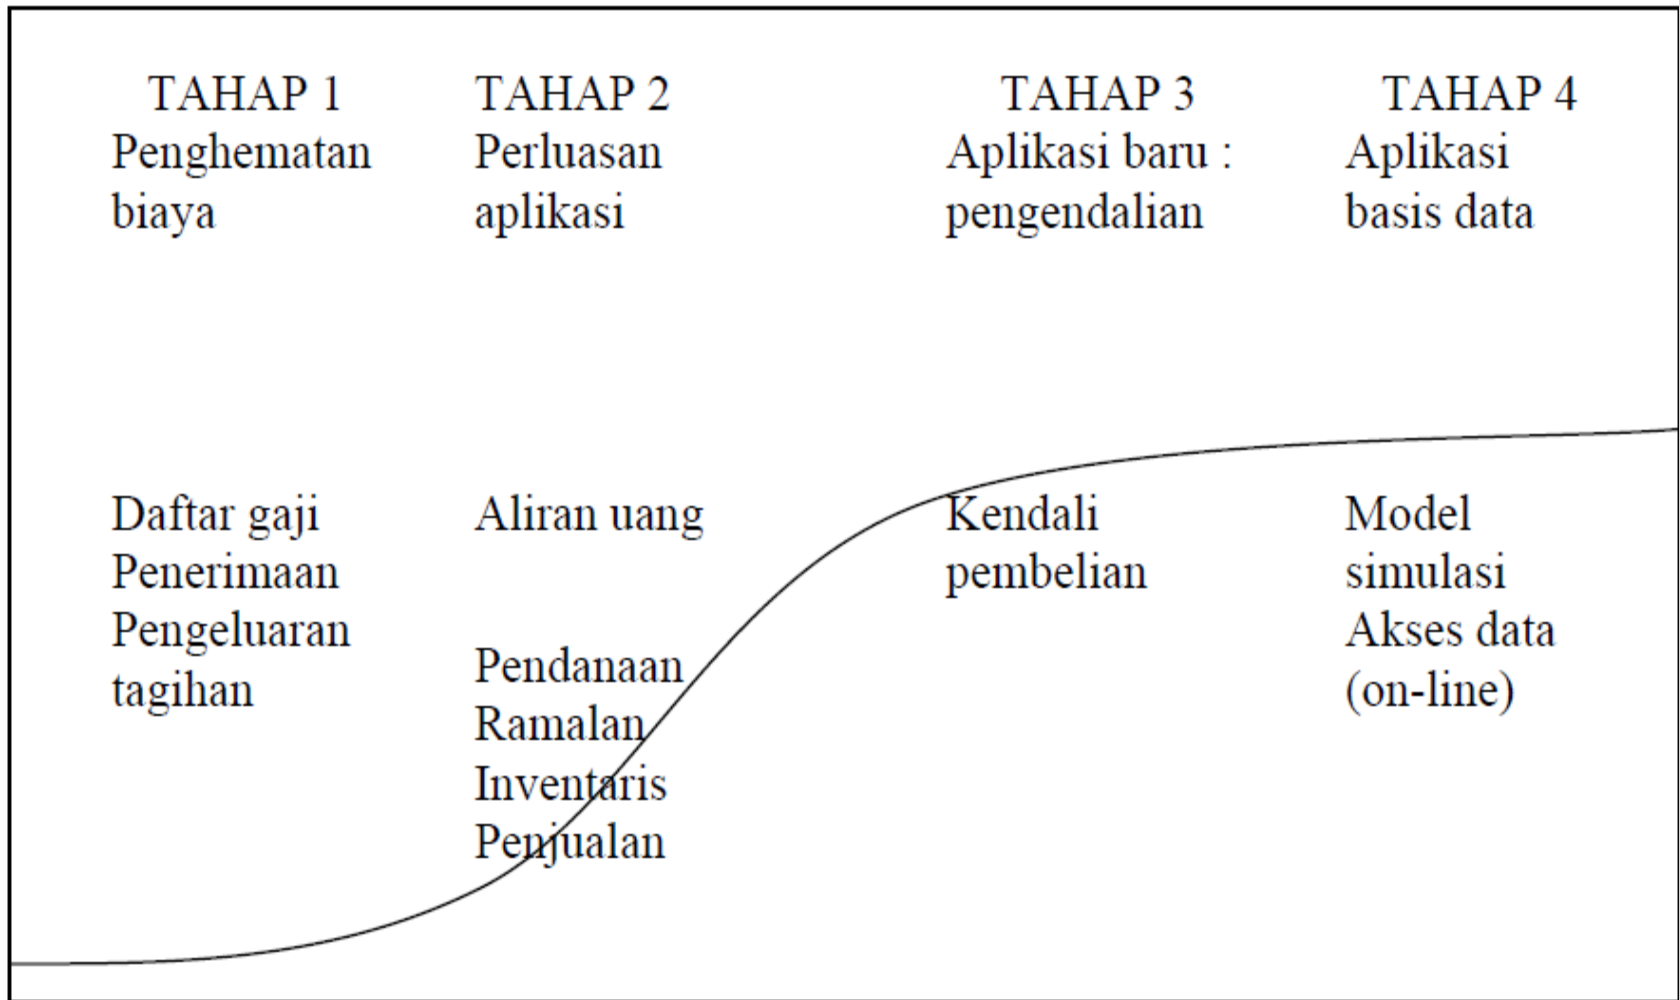 TAHAP 1
Penghematan
biaya
Daftar gaji
Penerimaan
Pengeluaran
tagihan
TAHAP 2
Perluasan
aplikasi
Aliran uang
Pendanaan
Ramalan
Inventaris
Penjualan
TAHAP 3
Aplikasi baru :
pengendalian
Kendali
pembelian
TAHAP 4
Aplikasi
basis data
Model
simulasi
Akses data
(on-line)